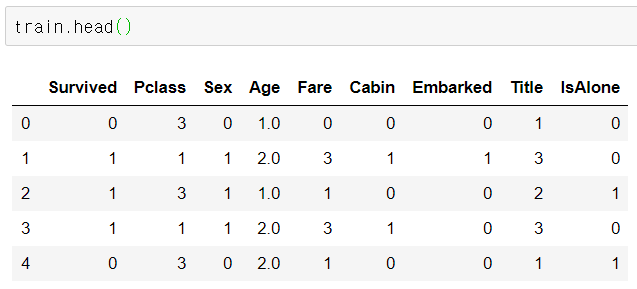 train.head()
Survived Pclass Sex Age Fare Cabin Embarked Title IsAlone
0 0 3 0 1.0 0 0 0 1 0
1 1 1 1 2.0 3 1 1 3 0
2 1 3 1 1.0 1 0 0 2 1
3 1 1 1 2.0 3 1 0 3 0
4 0 3 0 2.0 1 0 0 1 1